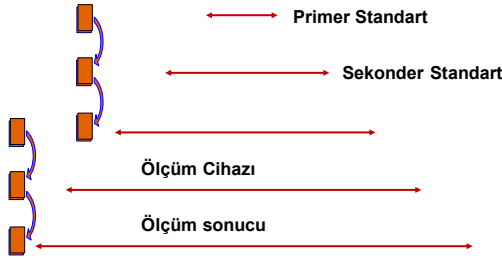 Primer Standart
Sekonder Standart
Ölçüm Cihazı
Ölçüm sonucu